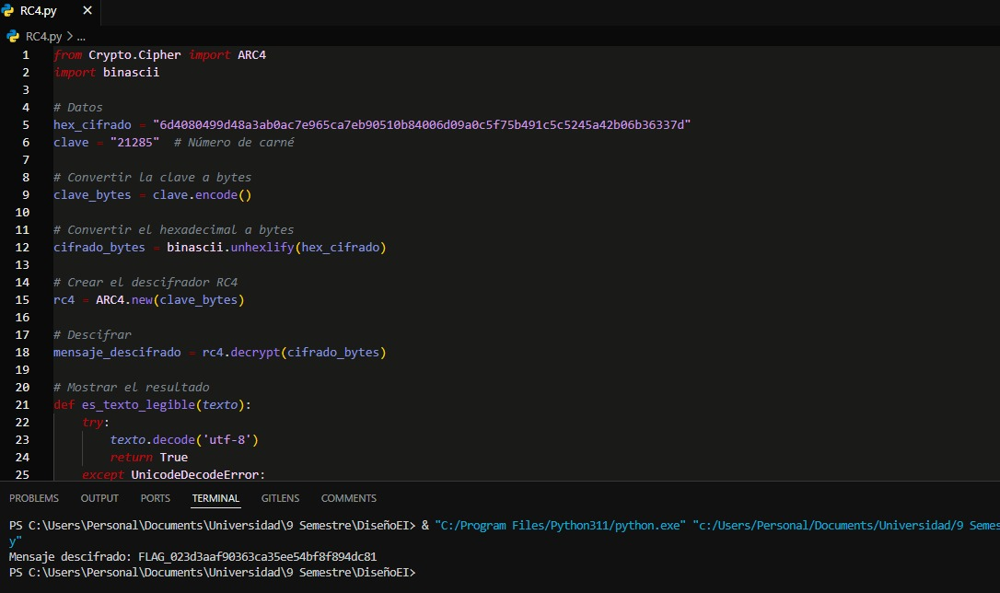 RC4.py ×
RC4.py > ...
1 from Crypto.Cipher import ARC4
2 import binascii
3
4 # Datos
5 hex_cifrado = "6d4080499d48a3ab0ac7e965ca7eb90510b84006d09a0c5f75b491c5c5245a42b06b36337d"
6 clave = "21285"  # Número de carné
7
8 # Convertir la clave a bytes
9 clave_bytes = clave.encode()
10
11 # Convertir el hexadecimal a bytes
12 cifrado_bytes = binascii.unhexlify(hex_cifrado)
13
14 # Crear el descifrador RC4
15 rc4 = ARC4.new(clave_bytes)
16
17 # Descifrar
18 mensaje_descifrado = rc4.decrypt(cifrado_bytes)
19
20 # Mostrar el resultado
21 def es_texto_legible(texto):
22     try:
23         texto.decode('utf-8')
24         return True
25     except UnicodeDecodeError:
PROBLEMS OUTPUT PORTS TERMINAL GITLENS COMMENTS
PS C:\Users\Personal\Documents\Universidad\9 Semestre\DiseñoEI> & "C:/Program Files/Python311/python.exe" "c:/Users/Personal/Documents/Universidad/9 Semes
y"
Mensaje descifrado: FLAG_023d3aaf90363ca35ee54bf8f894dc81
PS C:\Users\Personal\Documents\Universidad\9 Semestre\DiseñoEI>